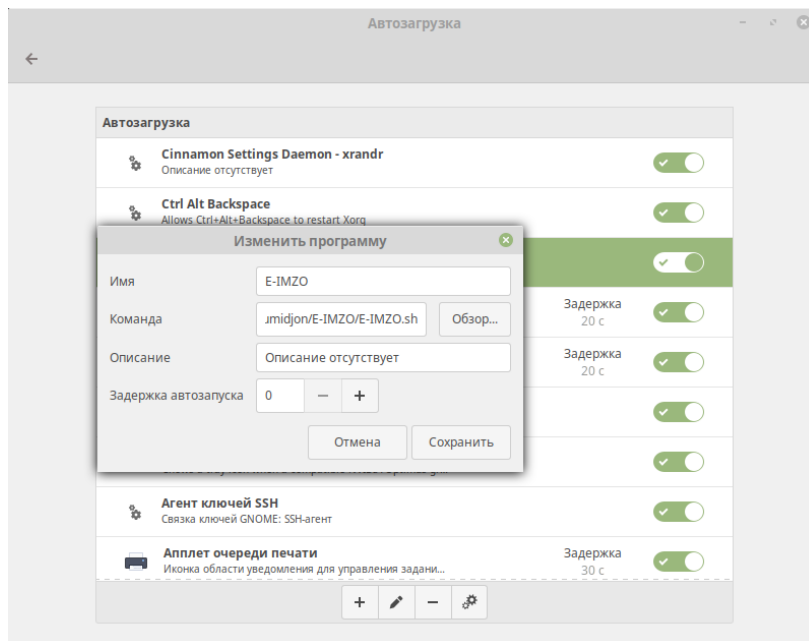 Автозагрузка
Автозагрузка
Cinnamon Settings Daemon - xrandr
Описание отсутствует
Ctrl Alt Backspace
Allows Ctrl+Alt+Backspace to restart Xorg
Изменить программу
Имя
E-IMZO
Команда
umidjon/E-IMZO/E-IMZO.sh
Обзор...
Описание
Описание отсутствует
Задержка автозапуска
0
Отмена
Сохранить
Задержка
20 с
Задержка
20 с
Агент ключей SSH
Связка ключей GNOME: SSH-агент
Апплет очереди печати
Иконка области уведомления для управления задани...
Задержка
30 с